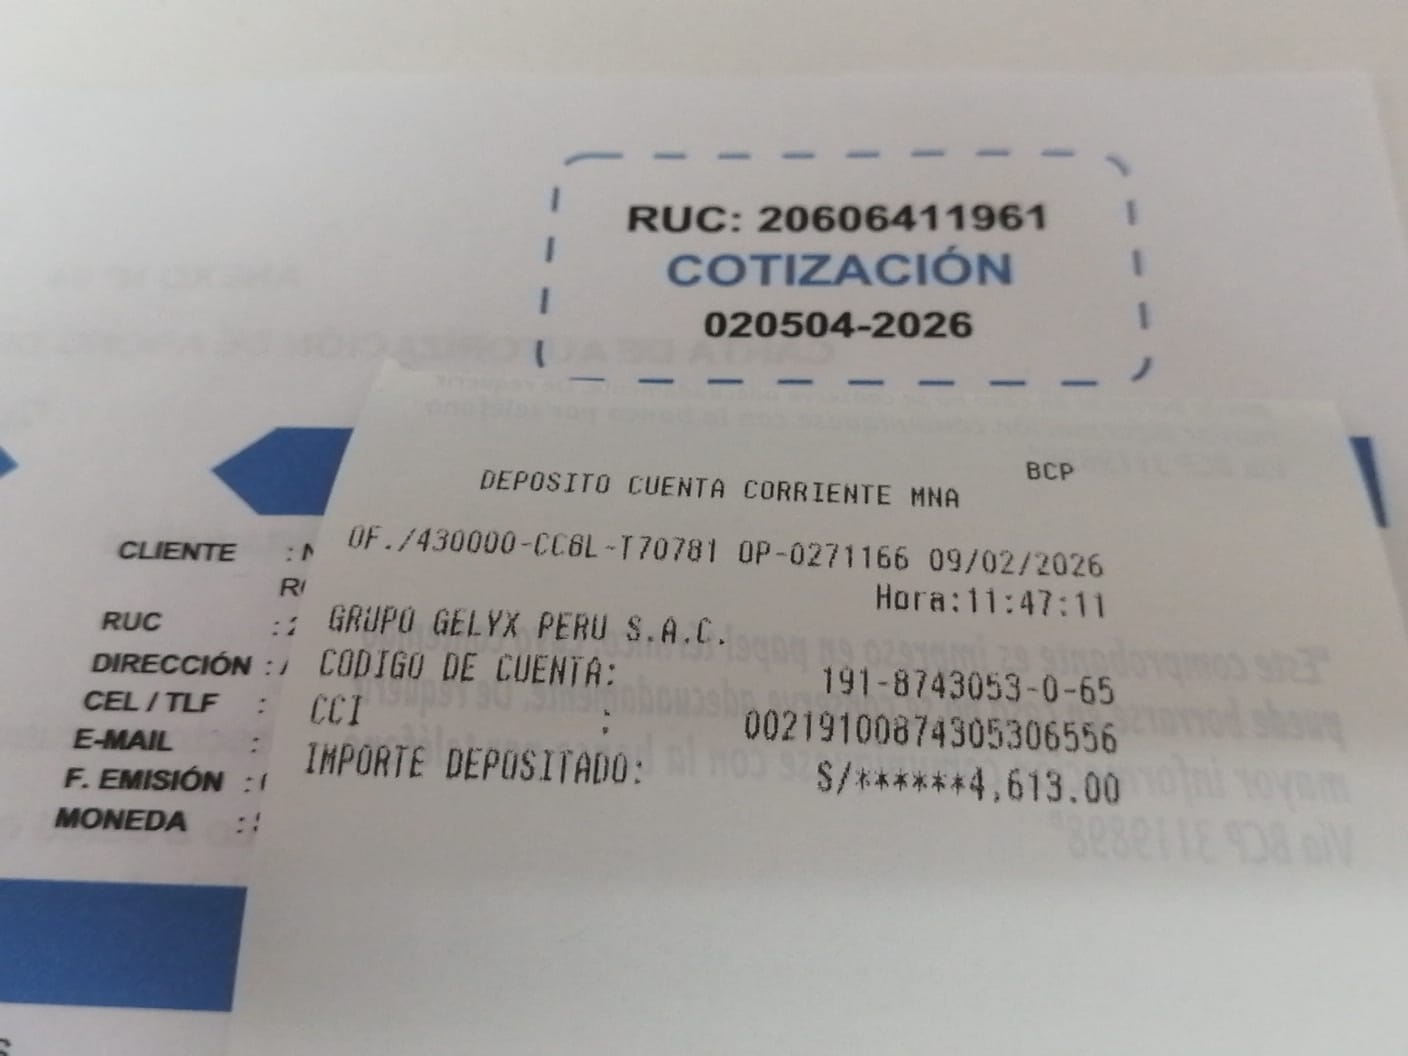 RUC: 20606411961
COTIZACIÓN
020504-2026
BCP
DEPOSITO CUENTA CORRIENTE MNA
OF./430000-CCBL-T70781 OP-0271166 09/02/2026
Hora:11:47:11
GRUPO GELYX PERU S.A.C.
CODIGO DE CUENTA: 191-8743053-0-65
CCI : 00219100874305306556
IMPORTE DEPOSITADO: S/******4,613.00
CLIENTE :
RUC :
DIRECCIÓN :
CEL / TLF :
E-MAIL :
F. EMISIÓN :
MONEDA :